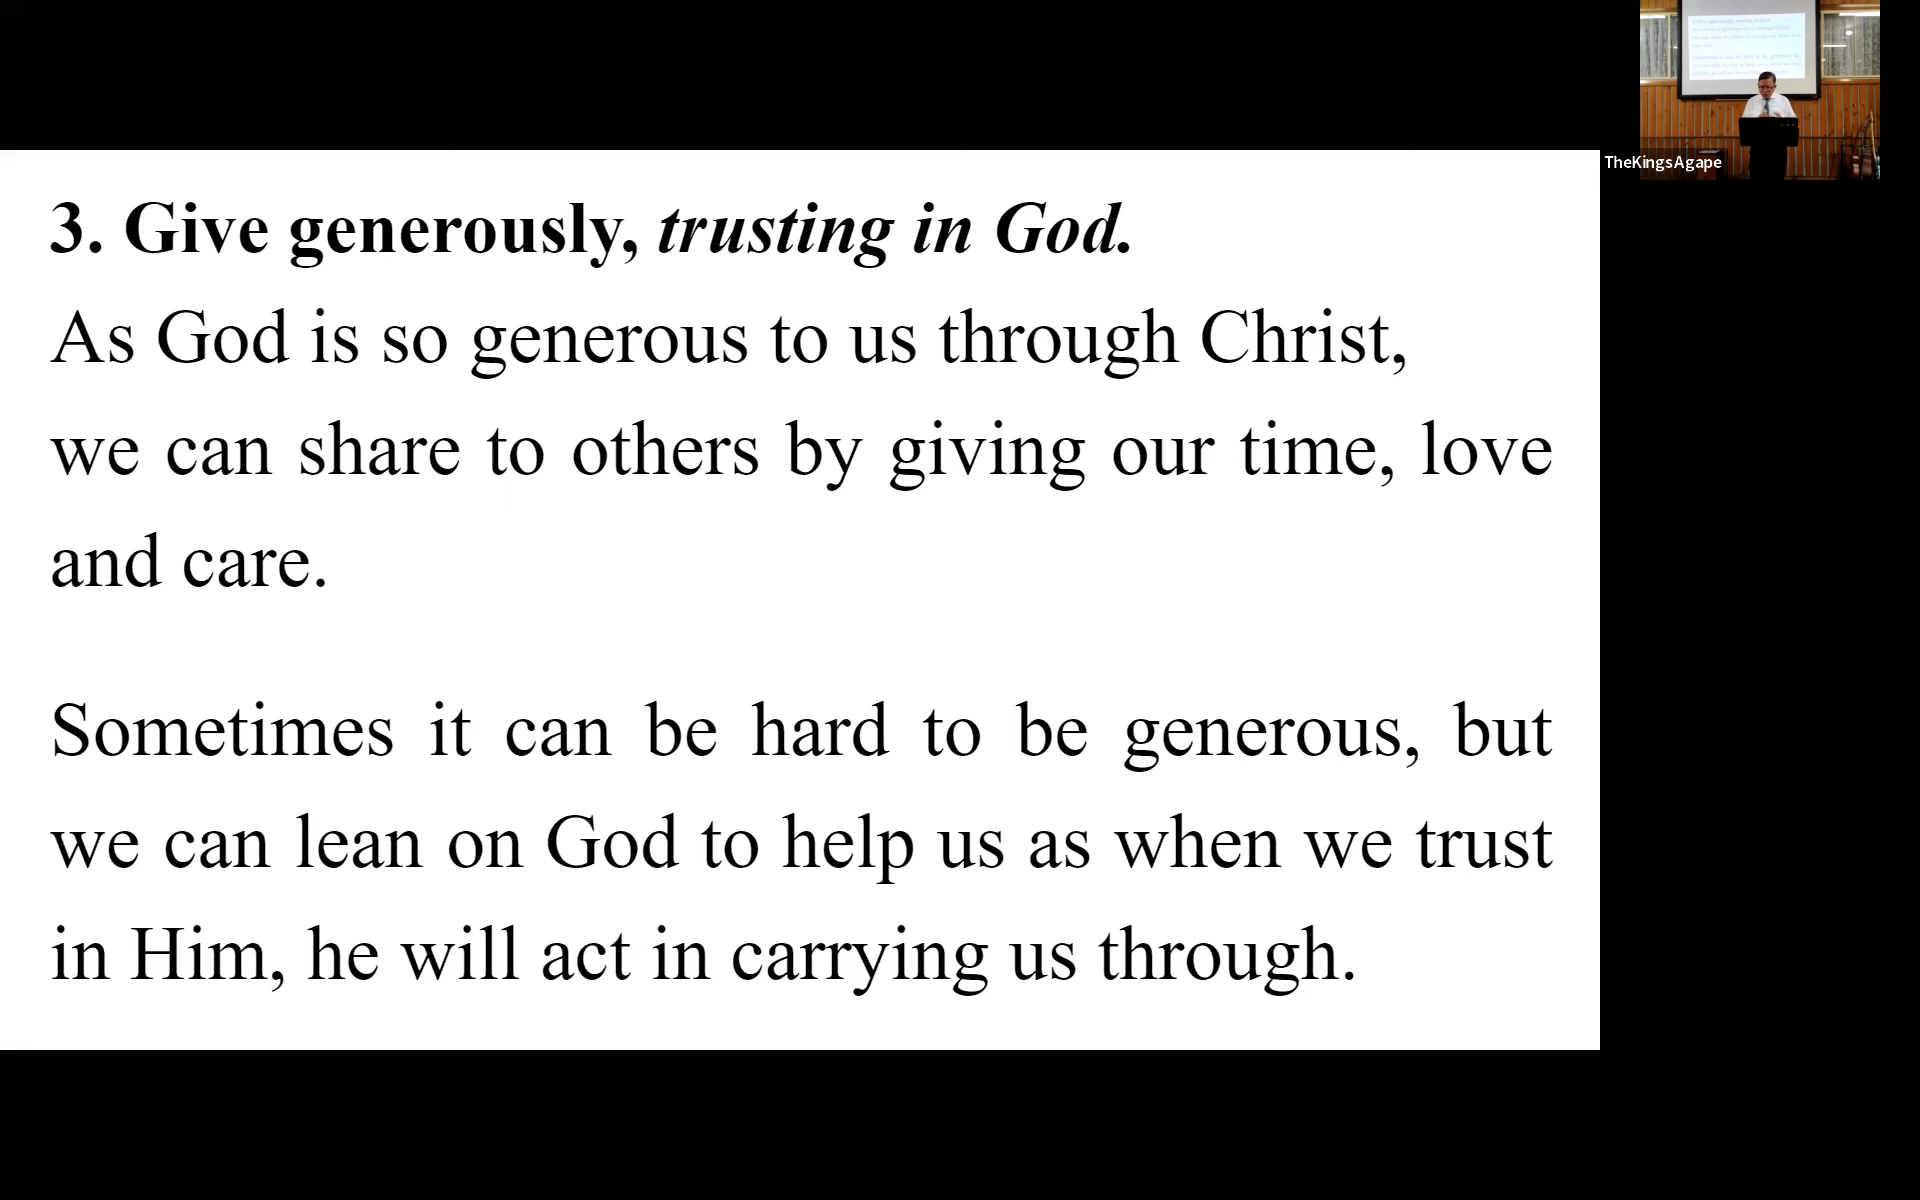 3. Give generously, trusting in God.
As God is so generous to us through Christ,
we can share to others by giving our time, love
and care.
Sometimes it can be hard to be generous, but
we can lean on God to help us as when we trust
in Him, he will act in carrying us through.
TheKingsAgape